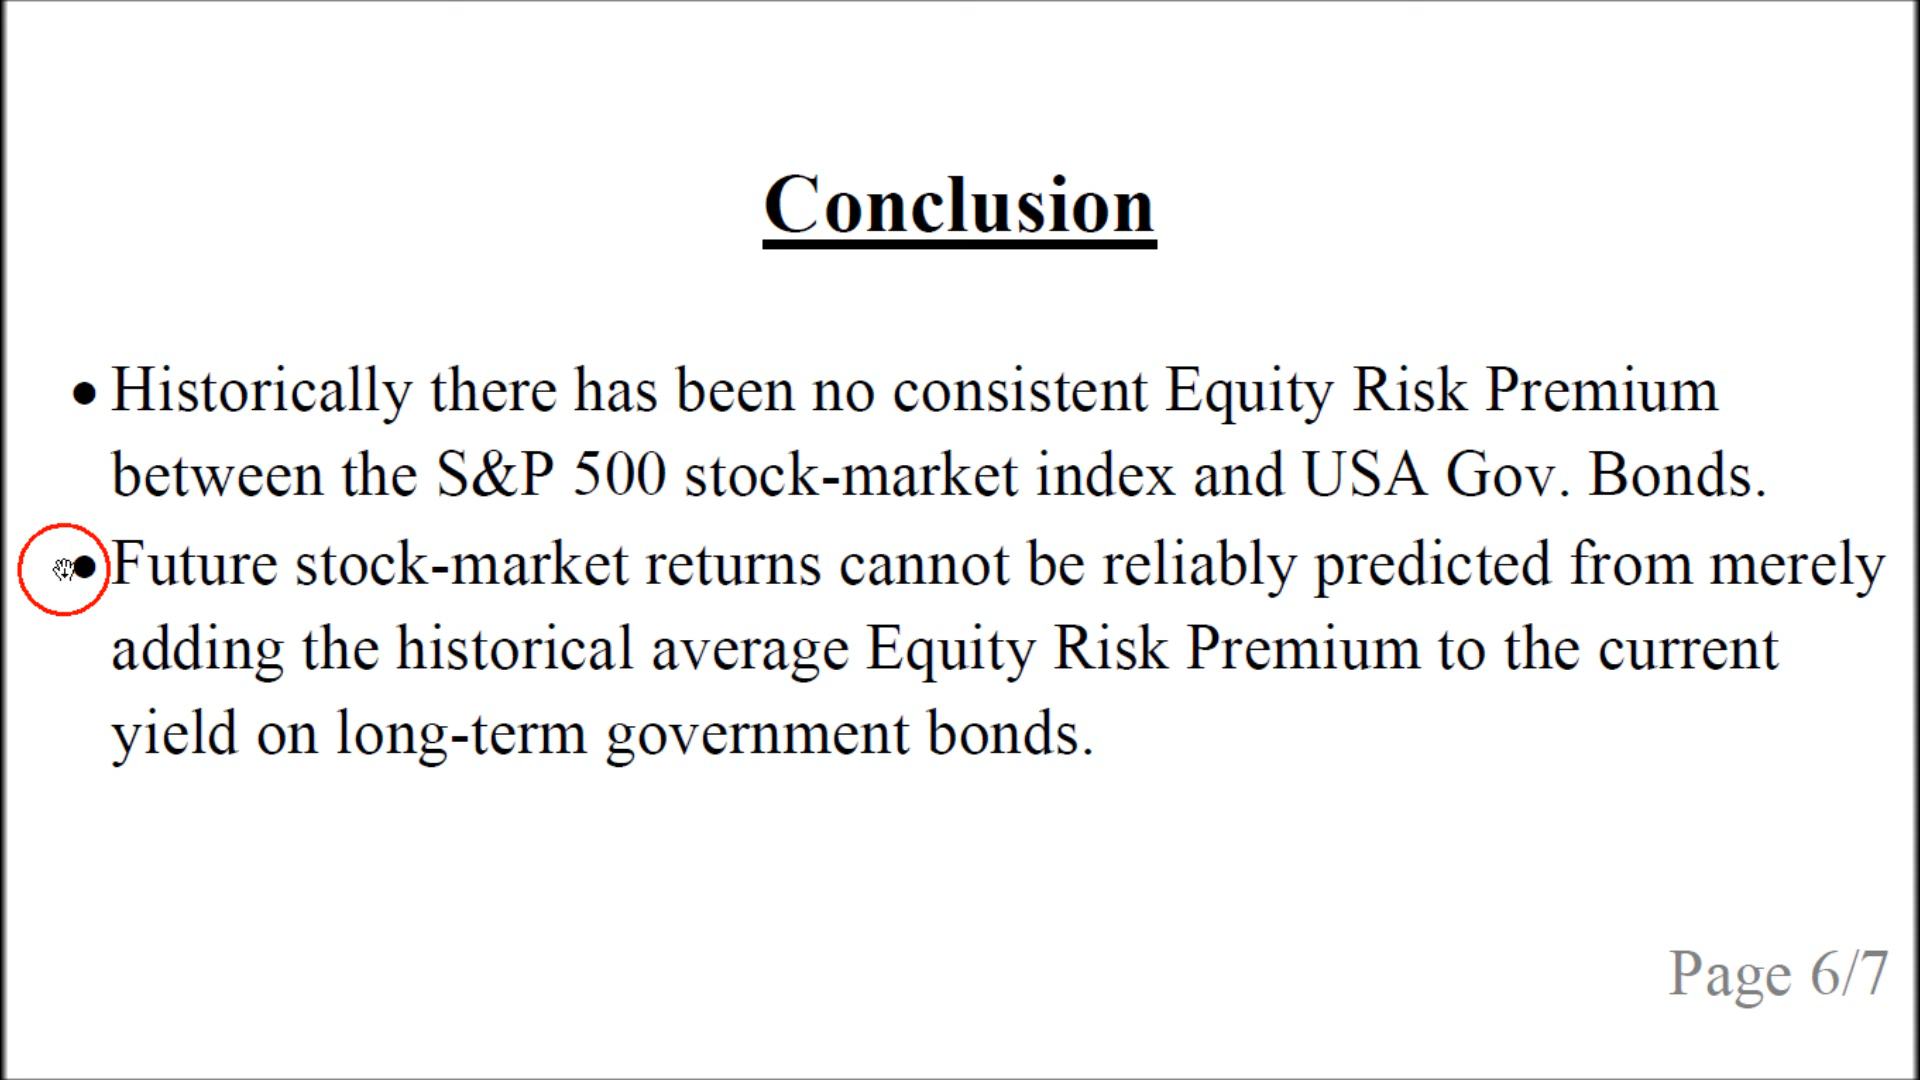 Conclusion
• Historically there has been no consistent Equity Risk Premium
between the S&P 500 stock-market index and USA Gov. Bonds.
• Future stock-market returns cannot be reliably predicted from merely
adding the historical average Equity Risk Premium to the current
yield on long-term government bonds.
Page 6/7